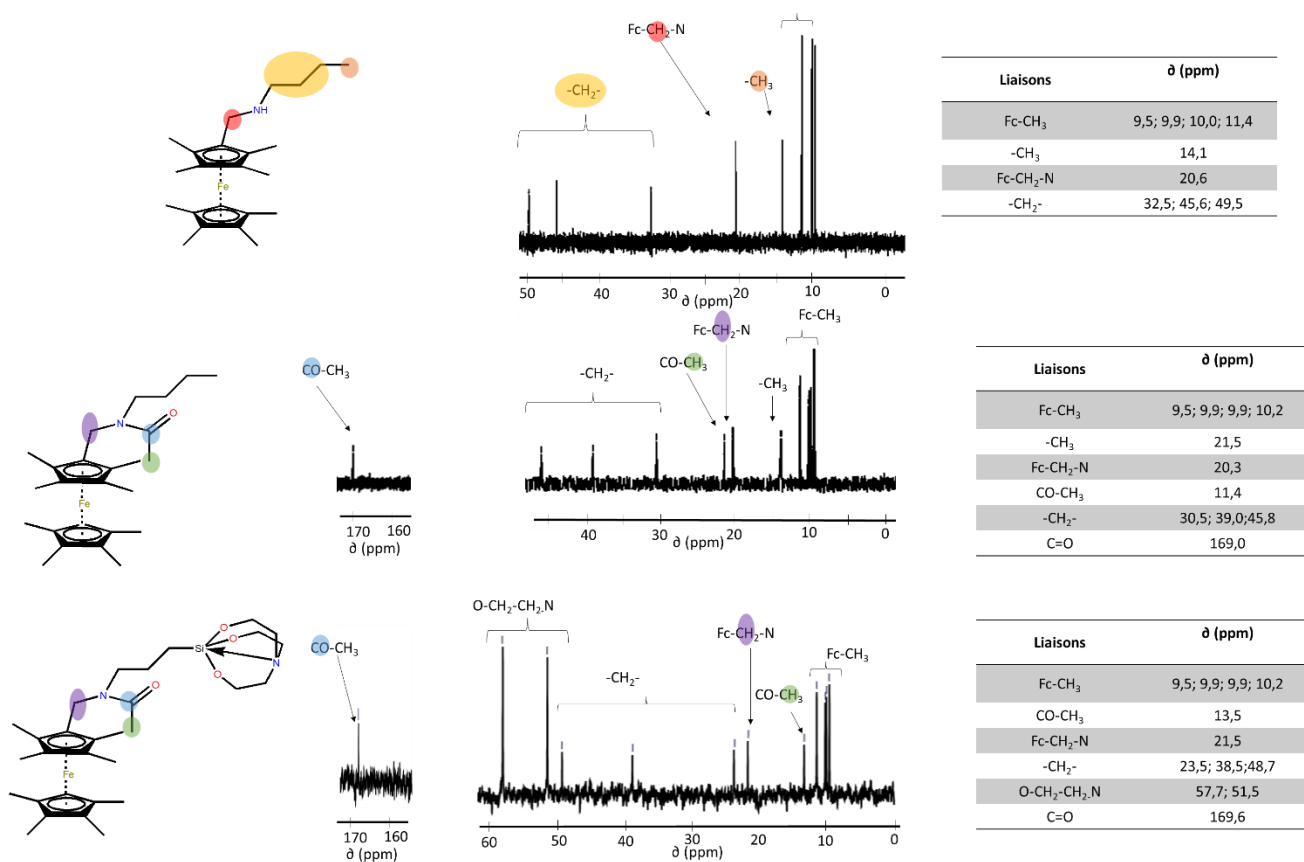 NH
Fe
Fc-CH₂-N
-CH₂-
-CH₃
50 40 30 20 10 0
∂ (ppm)
Liaisons ∂ (ppm)
Fc-CH₃ 9,5; 9,9; 10,0; 11,4
-CH₃ 14,1
Fc-CH₂-N 20,6
-CH₂- 32,5; 45,6; 49,5
N
O
Fe
CO-CH₃
170 160
∂ (ppm)
-CH₂-
CO-CH₃
Fc-CH₂-N
-CH₃
Fc-CH₃
30 20 10 0
∂ (ppm)
Liaisons ∂ (ppm)
Fc-CH₃ 9,5; 9,9; 9,9; 10,2
-CH₃ 21,5
Fc-CH₂-N 20,3
CO-CH₃ 11,4
-CH₂- 30,5; 39,0;45,8
C=O 169,0
O
Si O
N
O
N O
Fe
CO-CH₃
170 160
∂ (ppm)
O-CH₂-CH₂-N
-CH₂-
Fc-CH₂-N
CO-CH₃
Fc-CH₃
60 50 40 30 20 10 0
∂ (ppm)
Liaisons ∂ (ppm)
Fc-CH₃ 9,5; 9,9; 9,9; 10,2
CO-CH₃ 13,5
Fc-CH₂-N 21,5
-CH₂- 23,5; 38,5;48,7
O-CH₂-CH₂-N 57,7; 51,5
C=O 169,6